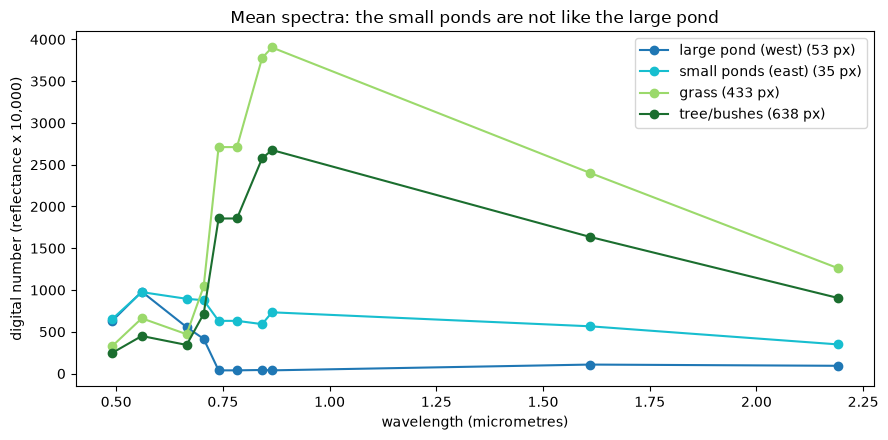 Mean spectra: the small ponds are not like the large pond
large pond (west) (53 px)
small ponds (east) (35 px)
grass (433 px)
tree/bushes (638 px)
digital number (reflectance x 10,000)
4000
3500
3000
2500
2000
1500
1000
500
0
0.50
0.75
1.00
1.25
1.50
1.75
2.00
2.25
wavelength (micrometres)